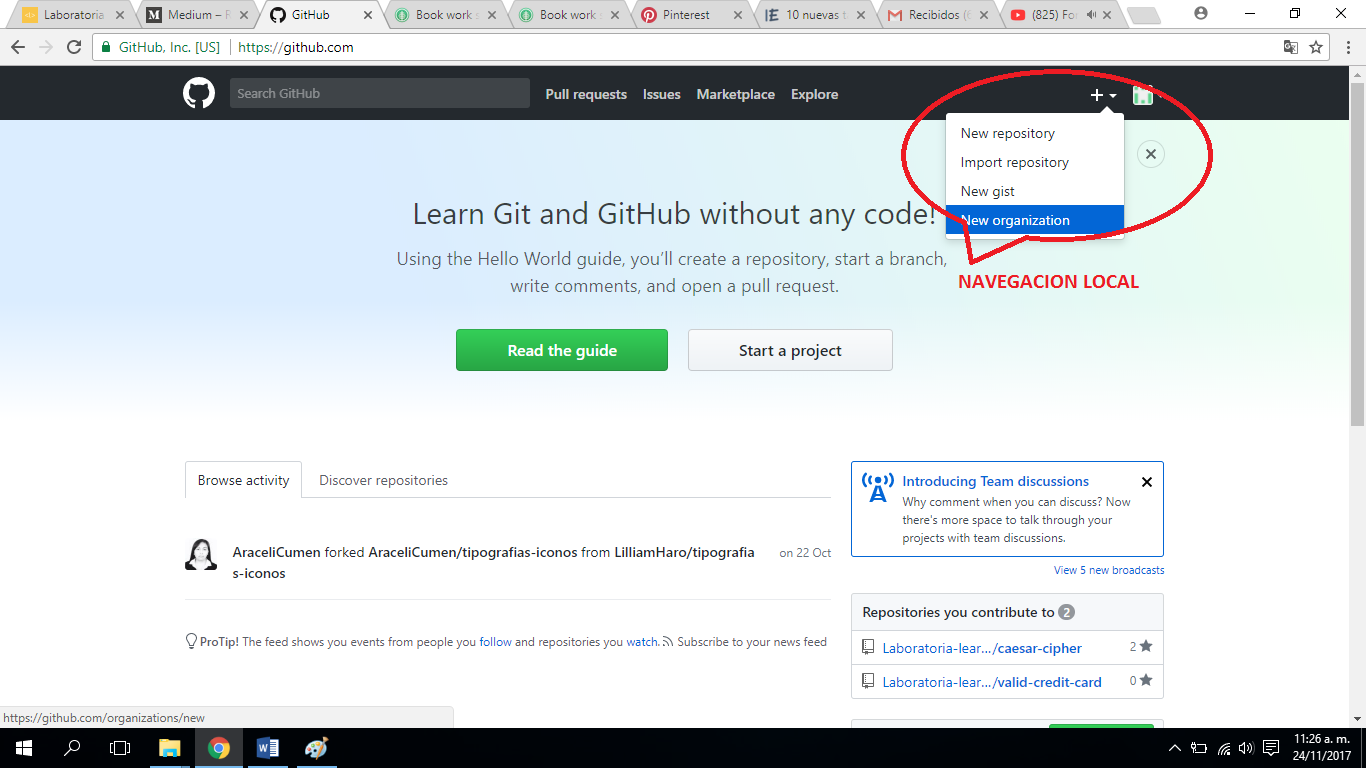 Laboratoria
Medium – F
GitHub
Book work s
Book work s
Pinterest
10 nuevas t
Recibidos (6
(825) Fo
GitHub, Inc. [US]
https://github.com
Search GitHub
Pull requests
Issues
Marketplace
Explore
New repository
Import repository
New gist
New organization
NAVEGACION LOCAL
Learn Git and GitHub without any code!
Using the Hello World guide, you’ll create a repository, start a branch,
write comments, and open a pull request.
Read the guide
Start a project
Browse activity
Discover repositories
AraceliCumen forked AraceliCumen/tipografias-iconos from LilliamHaro/tipografia
s-iconos
on 22 Oct
ProTip! The feed shows you events from people you follow and repositories you watch. Subscribe to your news feed
Introducing Team discussions
Why comment when you can discuss? Now
there's more space to talk through your
projects with team discussions.
View 5 new broadcasts
Repositories you contribute to 2
Laboratoria-lear…/caesar-cipher 2
Laboratoria-lear…/valid-credit-card 0
https://github.com/organizations/new
11:26 a. m.
24/11/2017